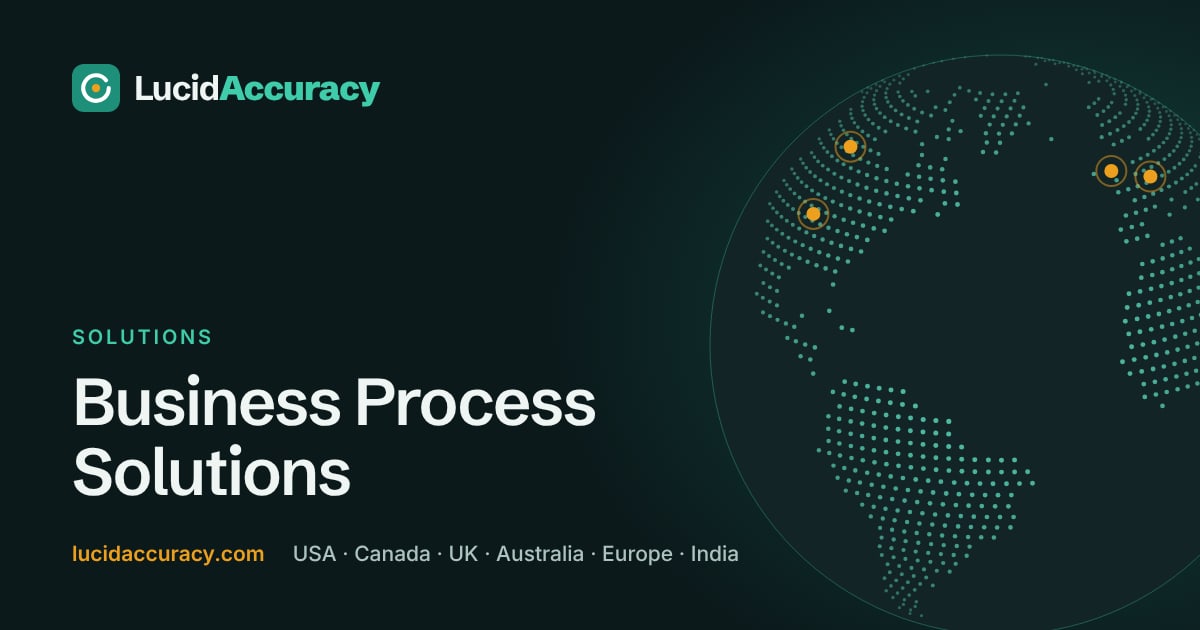 LucidAccuracy
SOLUTIONS
Business Process
Solutions
lucidaccuracy.com USA · Canada · UK · Australia · Europe · India